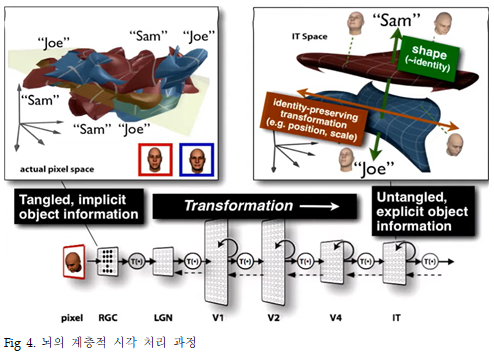 “Joe”
“Sam”
“Sam”
“Joe”
“Sam”
“Joe”
actual pixel space
IT Space
“Sam”
shape
(~identity)
identity-preserving
transformation
(e.g. position, scale)
“Joe”
Tangled, implicit
object information
Transformation
Untangled,
explicit object
information
T(•) T(•) T(•) T(•) T(•) T(•)
pixel RGC LGN V1 V2 V4 IT
Fig 4. 뇌의 계층적 시각 처리 과정